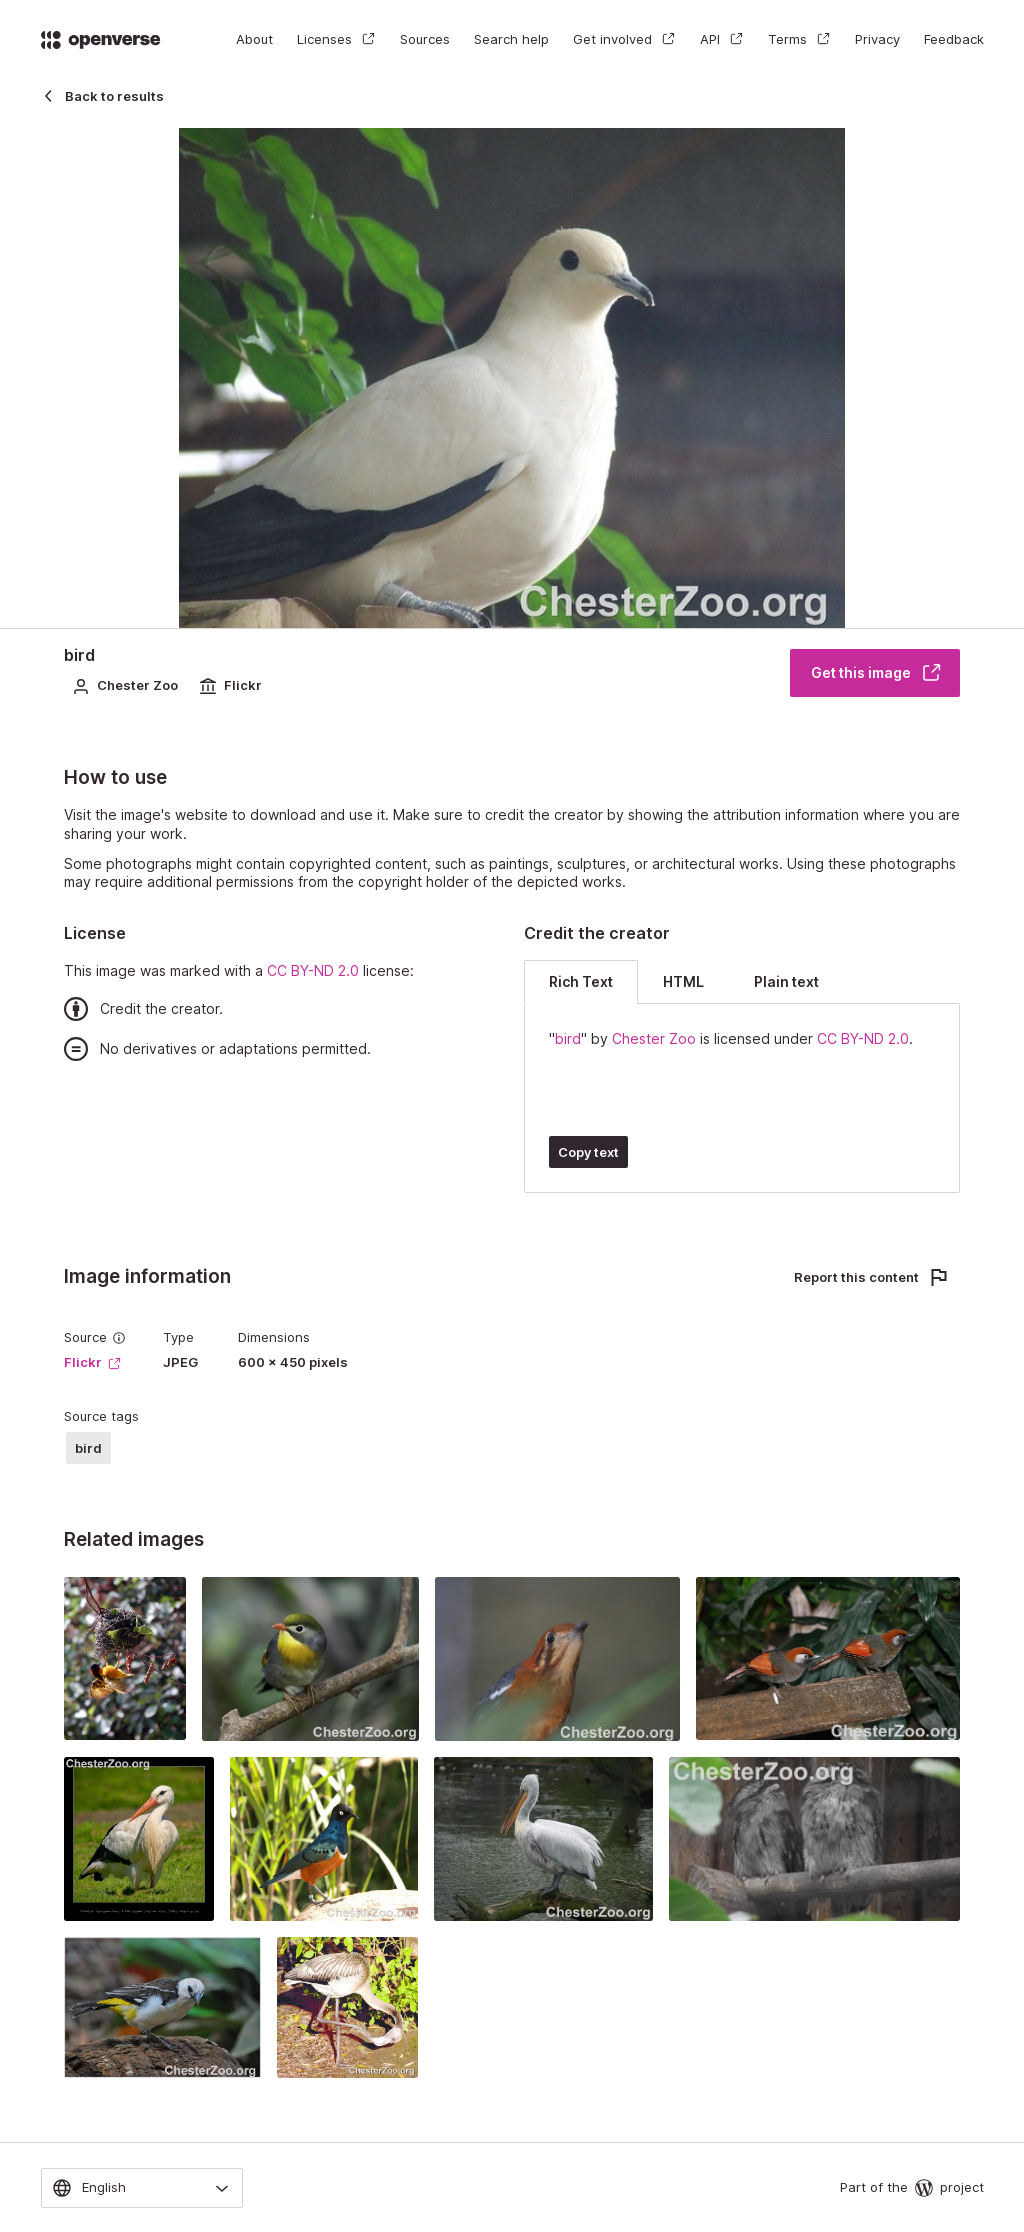 openverse
About Licenses Sources Search help Get involved API Terms Privacy Feedback
Back to results
ChesterZoo.org
bird
Chester Zoo Flickr
Get this image
How to use
Visit the image's website to download and use it. Make sure to credit the creator by showing the attribution information where you are
sharing your work.
Some photographs might contain copyrighted content, such as paintings, sculptures, or architectural works. Using these photographs
may require additional permissions from the copyright holder of the depicted works.
License
This image was marked with a CC BY-ND 2.0 license:
Credit the creator.
No derivatives or adaptations permitted.
Credit the creator
Rich Text HTML Plain text
"bird" by Chester Zoo is licensed under CC BY-ND 2.0.
Copy text
Image information
Report this content
Source Type Dimensions
Flickr JPEG 600 × 450 pixels
Source tags
bird
Related images
ChesterZoo.org
ChesterZoo.org
ChesterZoo.org
ChesterZoo.org
ChesterZoo.org
ChesterZoo.org
ChesterZoo.org
ChesterZoo.org
ChesterZoo.org
English
Part of the project